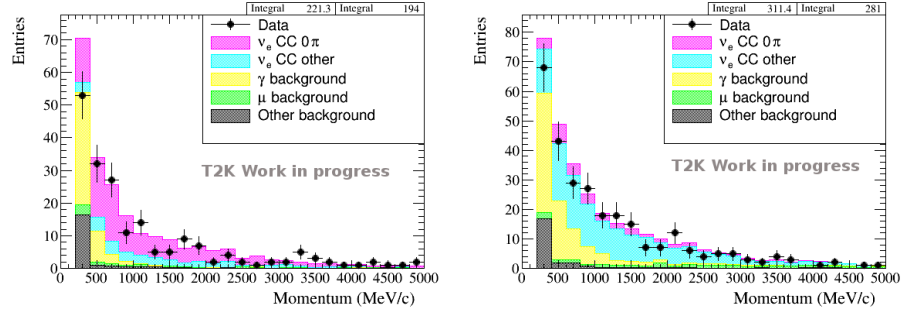 Integral 221.3 Integral 194
Entries
Data
νe CC 0π
νe CC other
γ background
μ background
Other background
T2K Work in progress
70
60
50
40
30
20
10
0
0 500 1000 1500 2000 2500 3000 3500 4000 4500 5000
Momentum (MeV/c)
Integral 311.4 Integral 281
Entries
Data
νe CC 0π
νe CC other
γ background
μ background
Other background
T2K Work in progress
80
60
40
20
0
0 500 1000 1500 2000 2500 3000 3500 4000 4500 5000
Momentum (MeV/c)